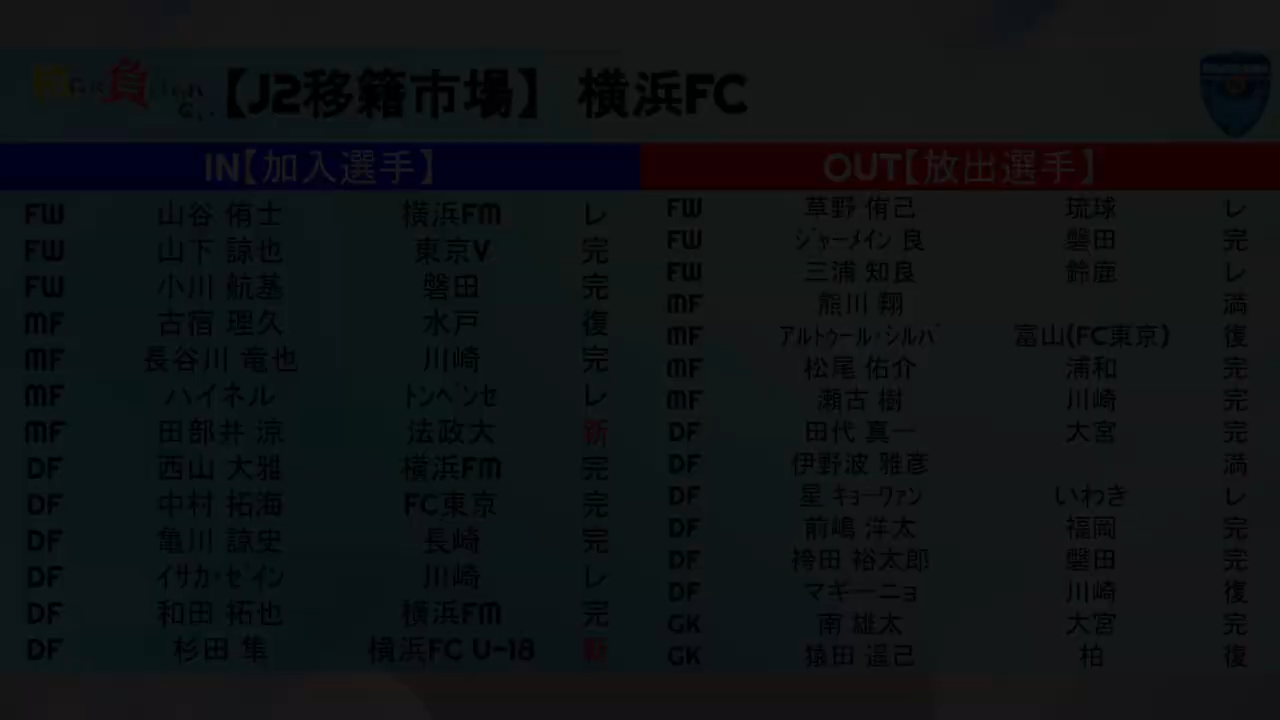 負
【J2移籍市場】 横浜FC
IN【加入選手】
FW 山谷 侑士 横浜FM レ
FW 山下 諒也 東京V 完
FW 小川 航基 磐田 完
MF 古宿 理久 水戸 復
MF 長谷川 竜也 川崎 完
MF ハイネル トンベンセ レ
MF 田部井 涼 法政大 新
DF 西山 大雅 横浜FM 完
DF 中村 拓海 FC東京 完
DF 亀川 諒史 長崎 完
DF イサカ・ゼイン 川崎 レ
DF 和田 拓也 横浜FM 完
DF 杉田 隼 横浜FC U-18 新
OUT【放出選手】
FW 草野 侑己 琉球 レ
FW ジャーメイン 良 磐田 完
FW 三浦 知良 鈴鹿 レ
MF 熊川 翔 満
MF アルトゥール・シルバ 富山(FC東京) 復
MF 松尾 佑介 浦和 完
MF 瀬古 樹 川崎 完
DF 田代 真一 大宮 完
DF 伊野波 雅彦 満
DF 星 キョーワァン いわき レ
DF 前嶋 洋太 福岡 完
DF 袴田 裕太郎 磐田 完
DF マギーニョ 川崎 復
GK 南 雄太 大宮 完
GK 猿田 遥己 柏 復